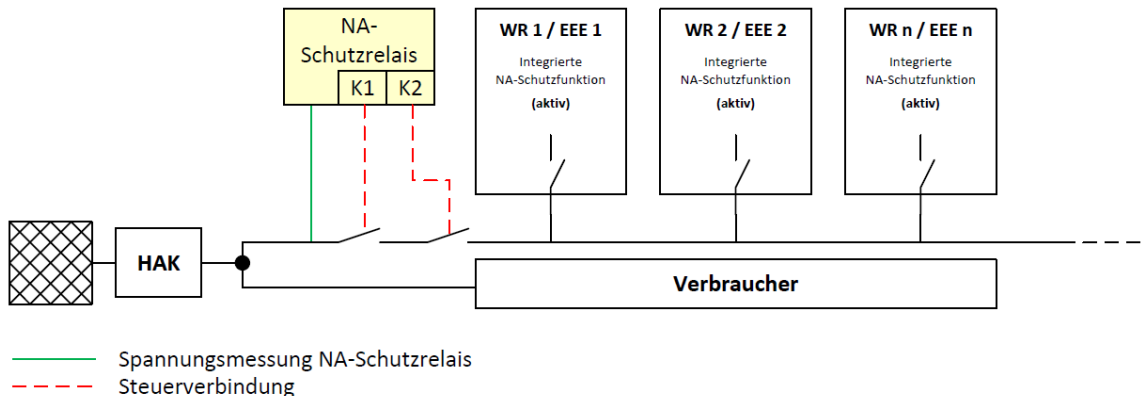 NA-
Schutzrelais
K1 K2
WR 1 / EEE 1
Integrierte
NA-Schutzfunktion
(aktiv)
WR 2 / EEE 2
Integrierte
NA-Schutzfunktion
(aktiv)
WR n / EEE n
Integrierte
NA-Schutzfunktion
(aktiv)
HAK
Verbraucher
Spannungsmessung NA-Schutzrelais
Steuerverbindung